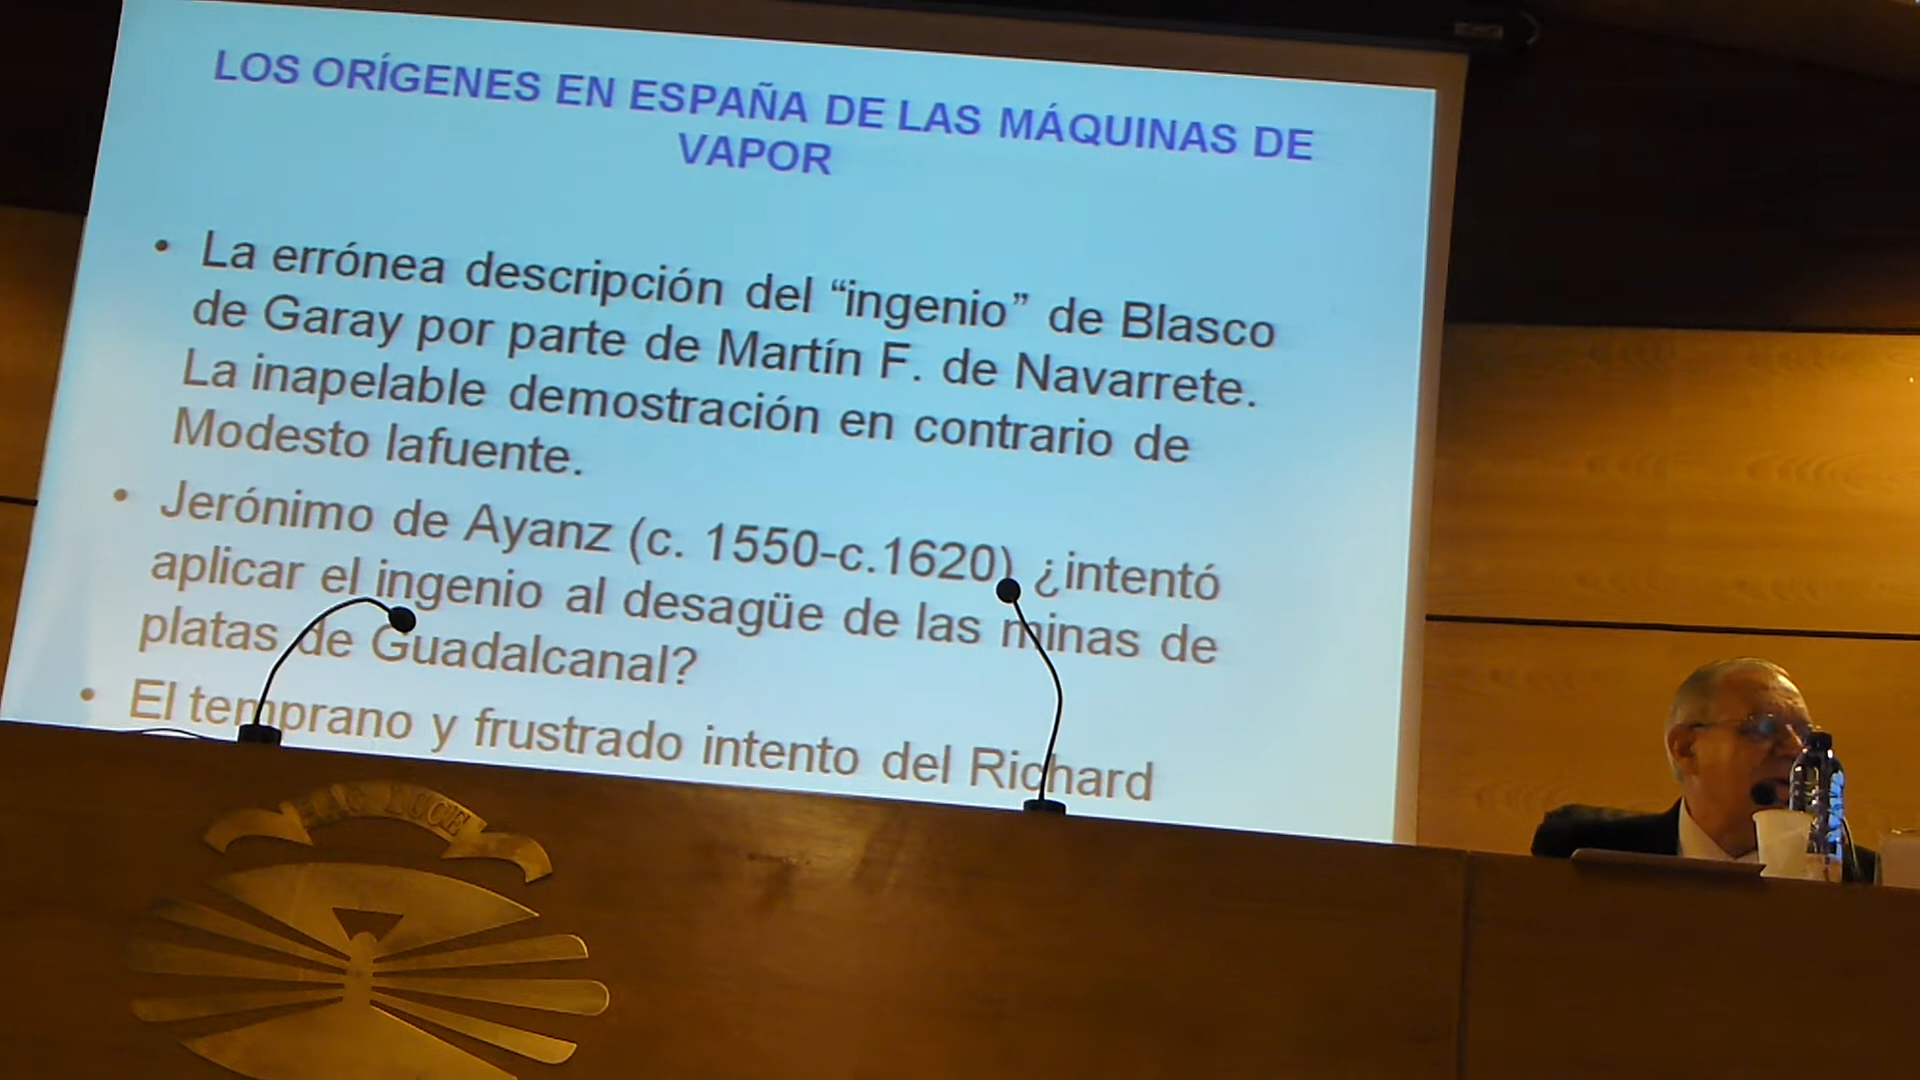 LOS ORÍGENES EN ESPAÑA DE LAS MÁQUINAS DE
VAPOR
• La errónea descripción del “ingenio” de Blasco
de Garay por parte de Martín F. de Navarrete.
La inapelable demostración en contrario de
Modesto lafuente.
• Jerónimo de Ayanz (c. 1550-c.1620) ¿intentó
aplicar el ingenio al desagüe de las minas de
platas de Guadalcanal?
• El temprano y frustrado intento del Richard
LUCE